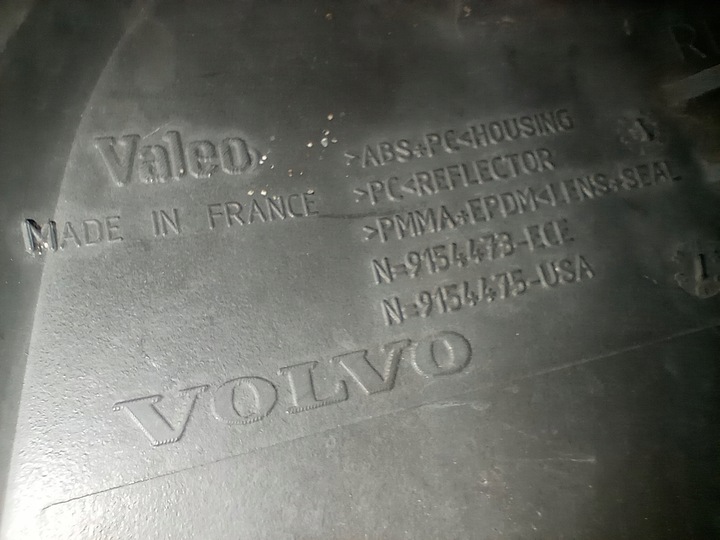 Valeo
MADE IN FRANCE
>ABS+PC<HOUSING
>PC<REFLECTOR
>PMMA+EPDM<LENS+SEAL
N=9154473-ECE
N=9154475-USA
VOLVO